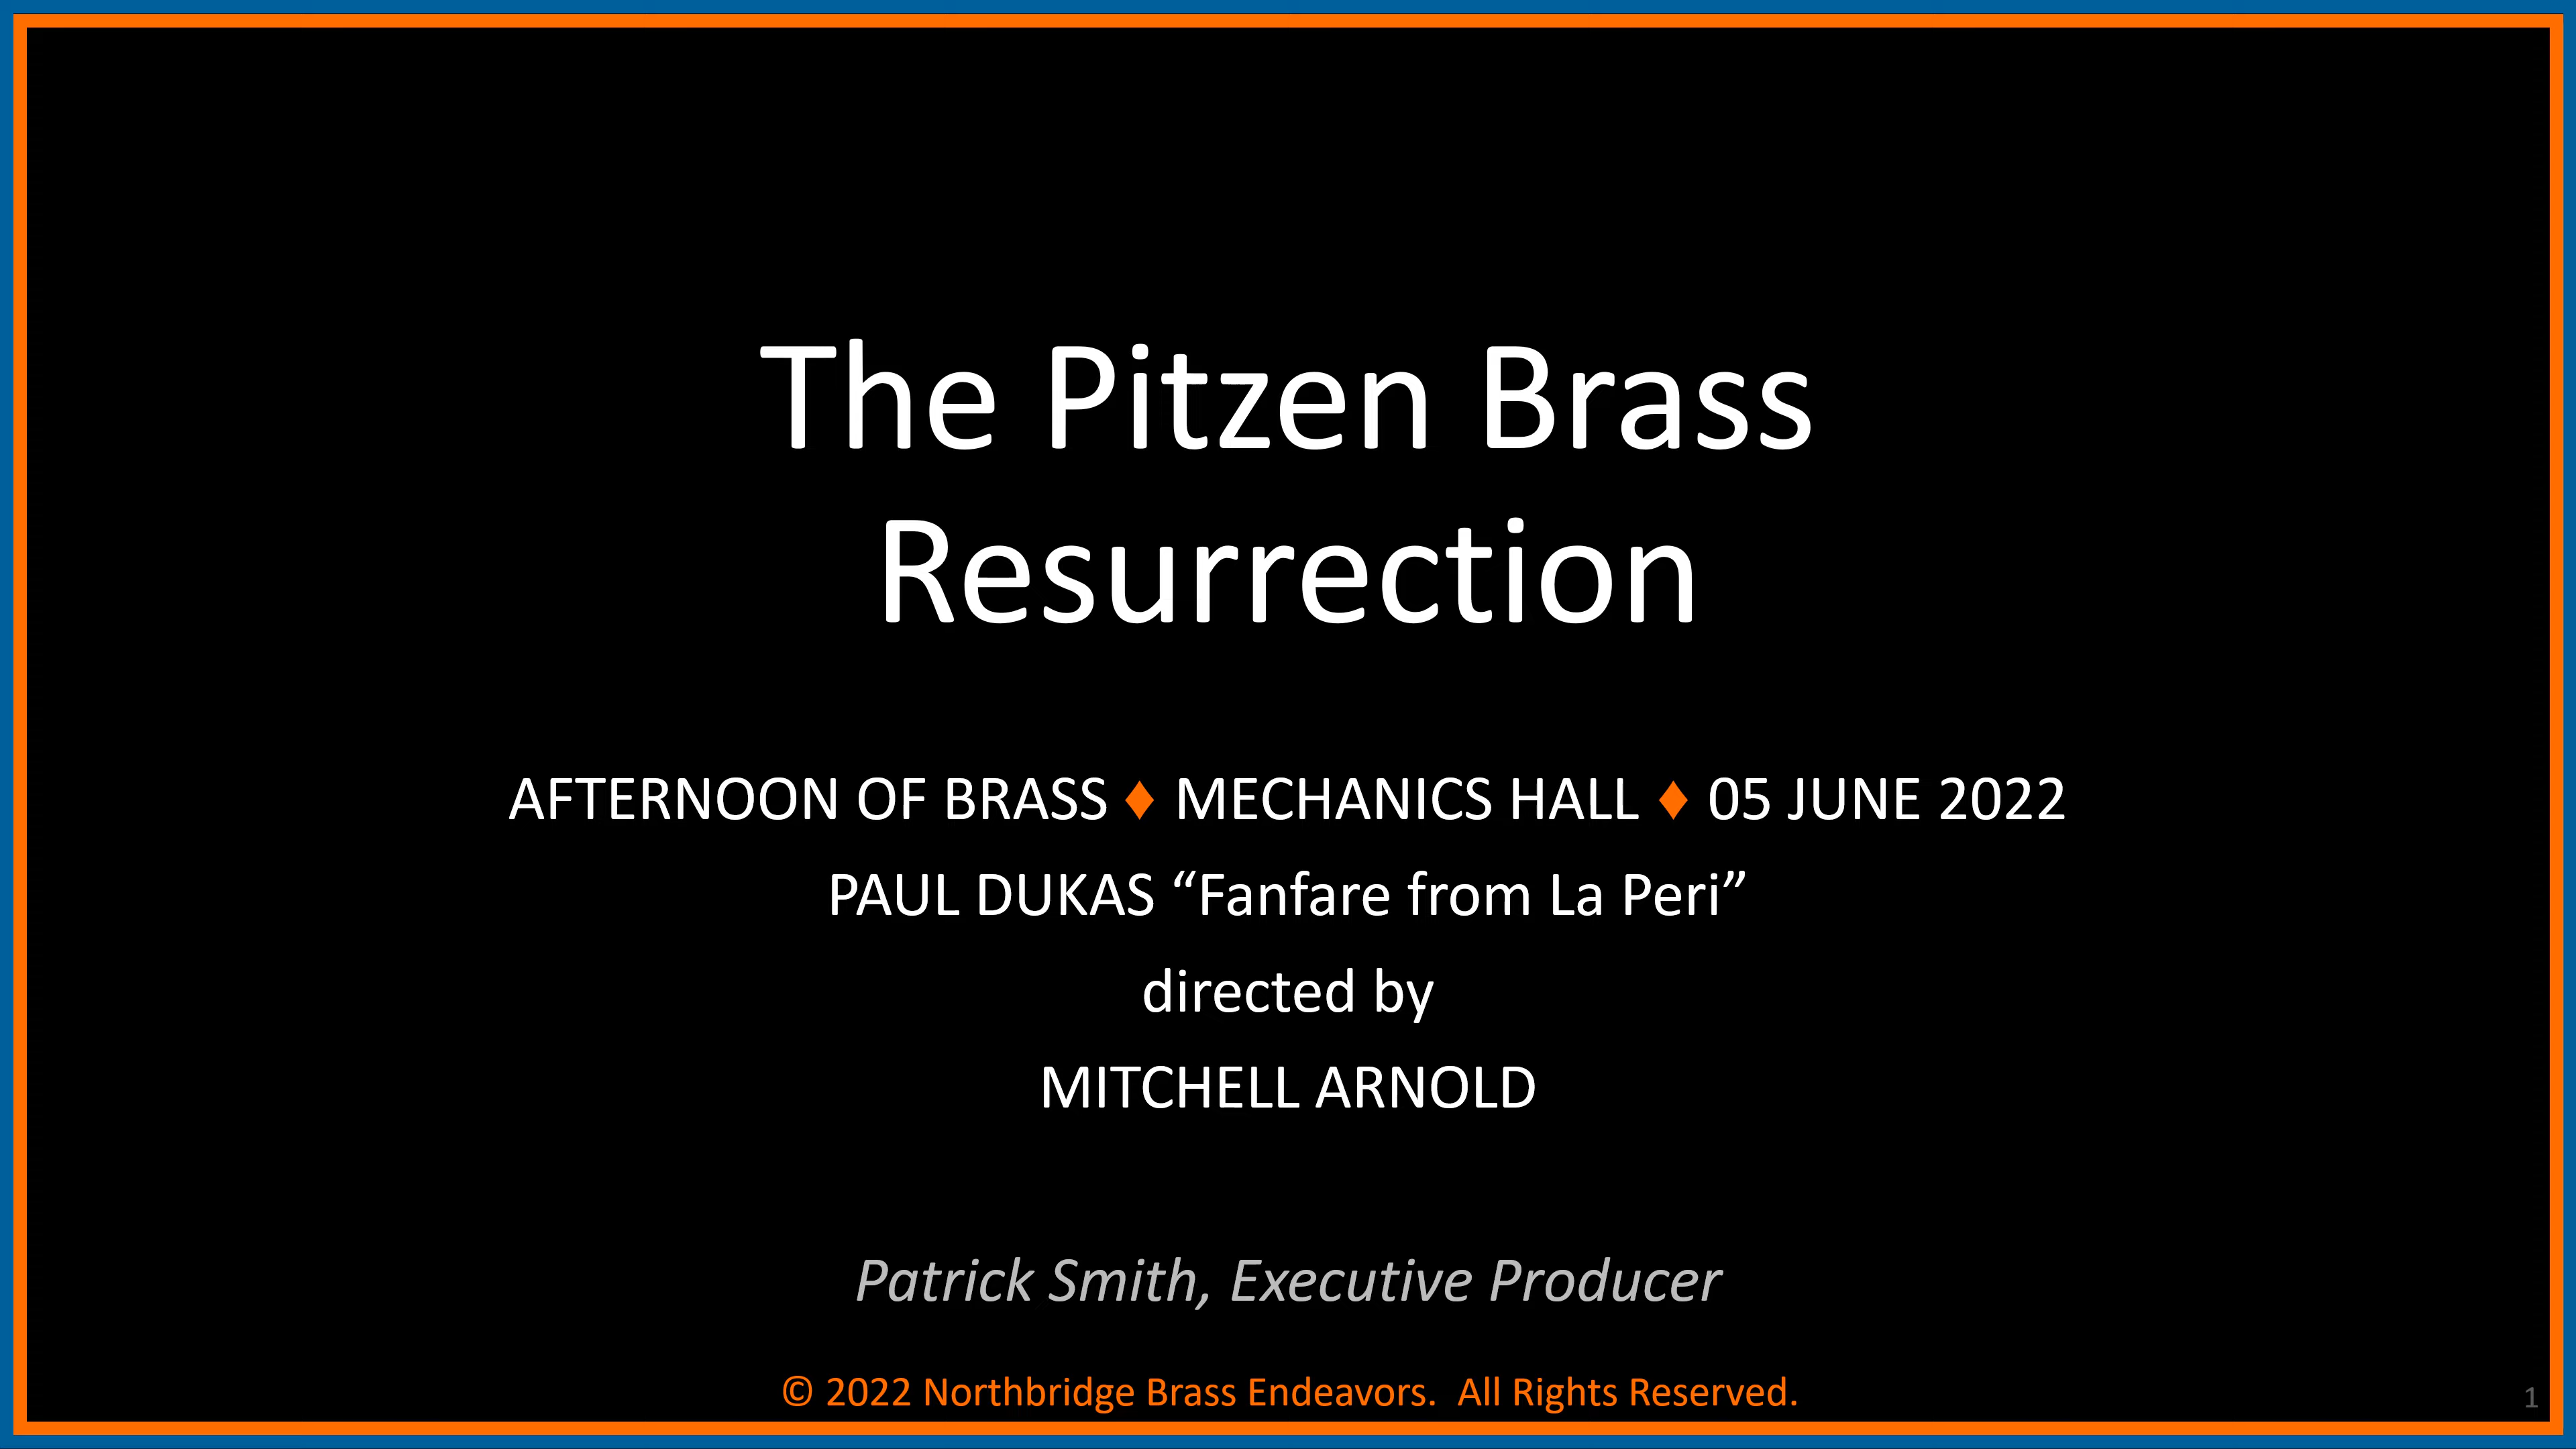 The Pitzen Brass
Resurrection
AFTERNOON OF BRASS ♦ MECHANICS HALL ♦ 05 JUNE 2022
PAUL DUKAS “Fanfare from La Peri”
directed by
MITCHELL ARNOLD
Patrick Smith, Executive Producer
© 2022 Northbridge Brass Endeavors.  All Rights Reserved.
1